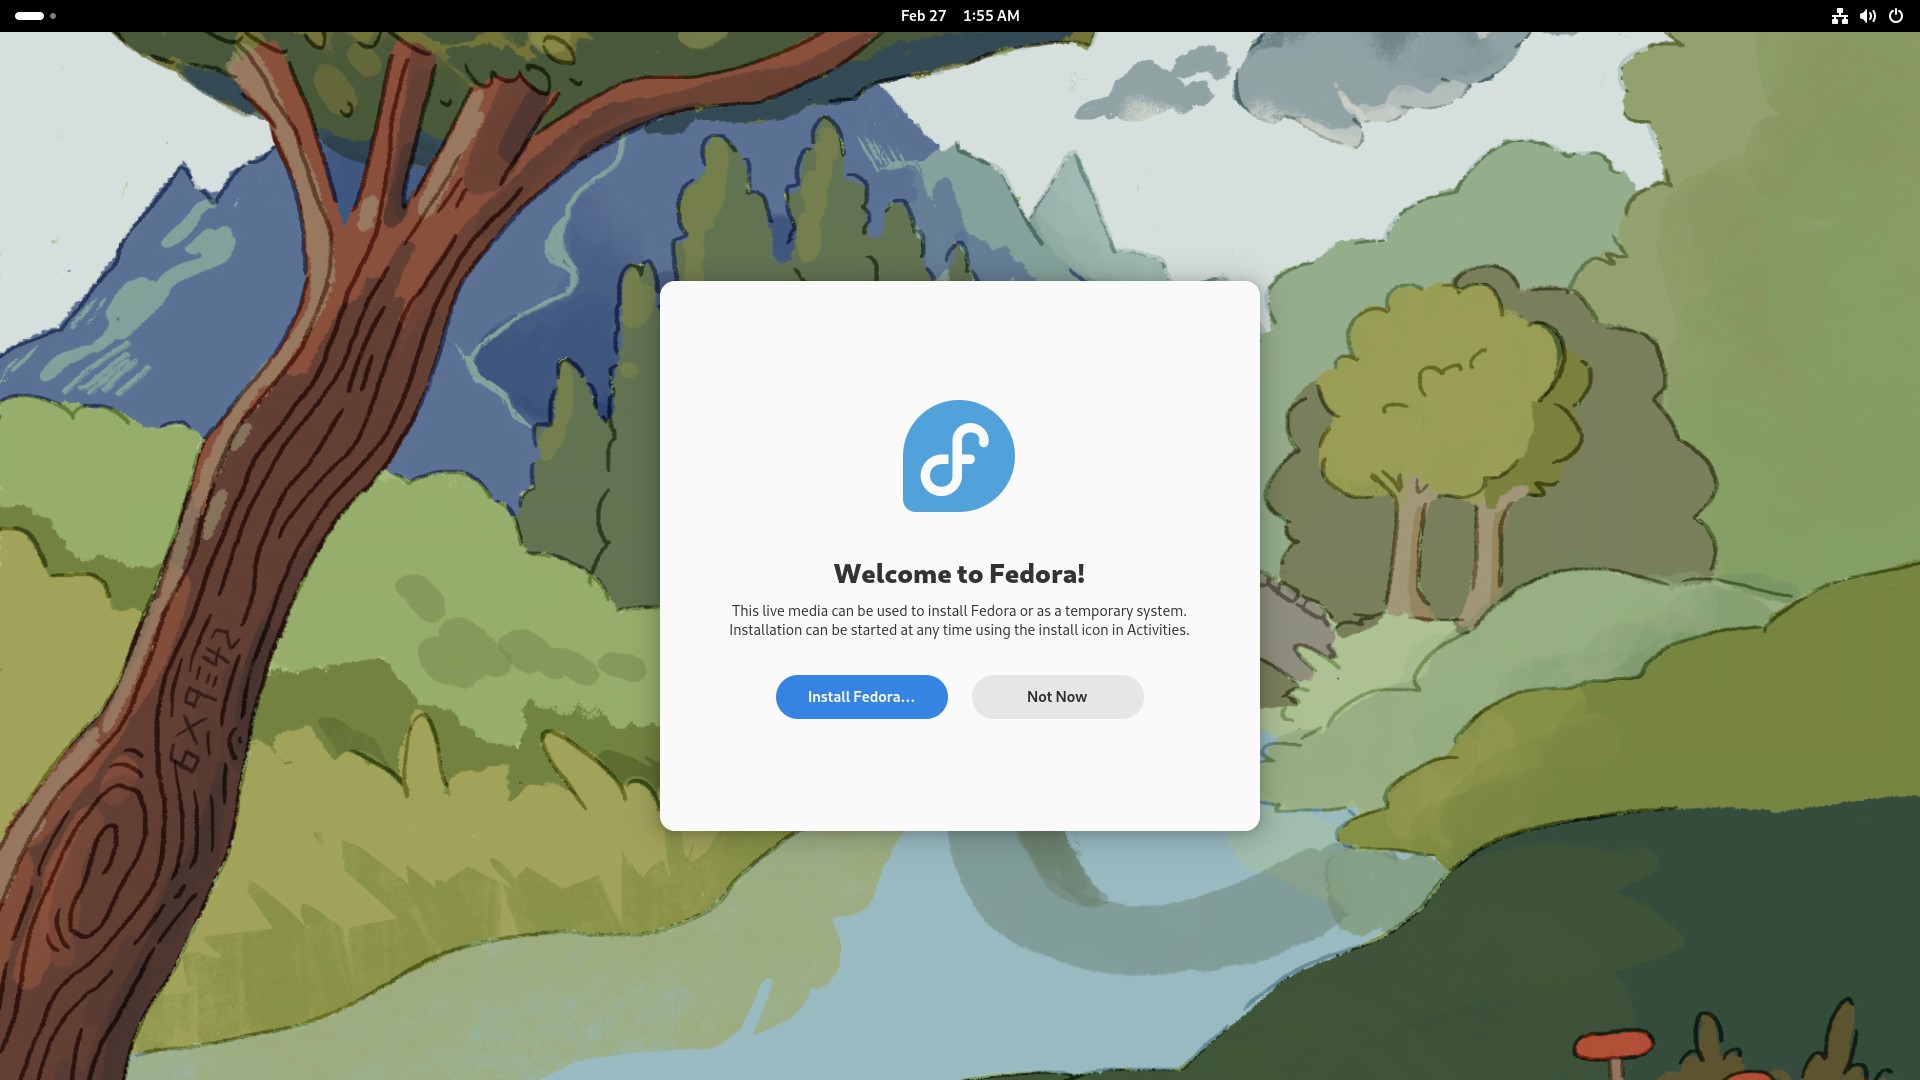 Feb 27 1:55 AM
6×9=42
Welcome to Fedora!
This live media can be used to install Fedora or as a temporary system.
Installation can be started at any time using the install icon in Activities.
Install Fedora…
Not Now